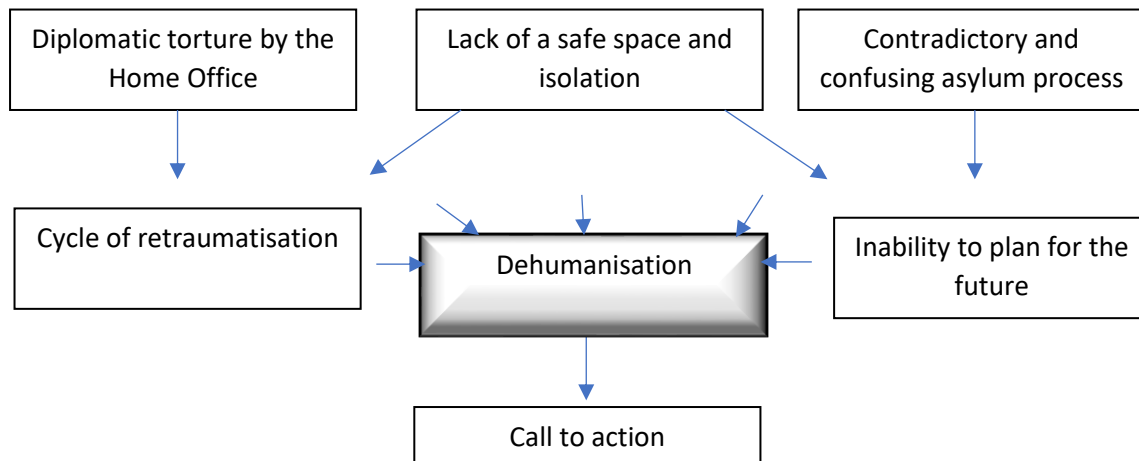 Diplomatic torture by the
Home Office
Lack of a safe space and
isolation
Contradictory and
confusing asylum process
Cycle of retraumatisation
Dehumanisation
Inability to plan for the
future
Call to action